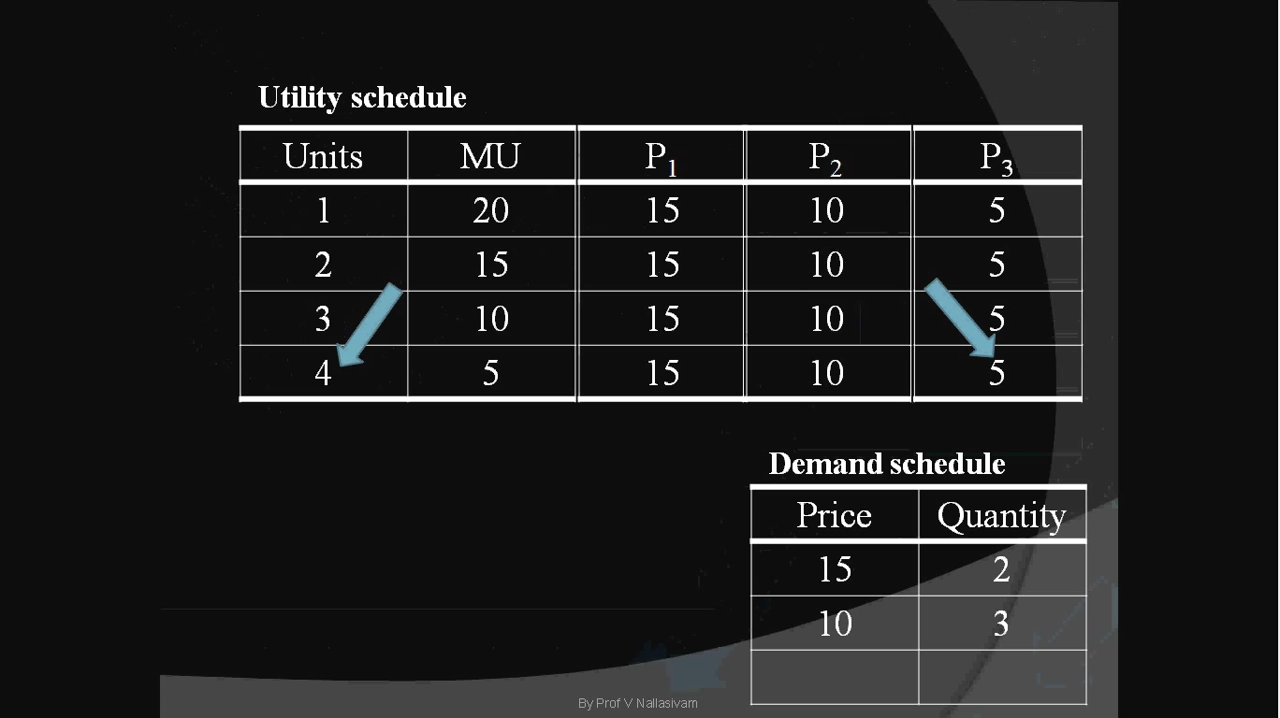 Utility schedule
Units MU P₁ P₂ P₃
1 20 15 10 5
2 15 15 10 5
3 10 15 10 5
4 5 15 10 5
Demand schedule
Price Quantity
15 2
10 3
By Prof V Nallasivam